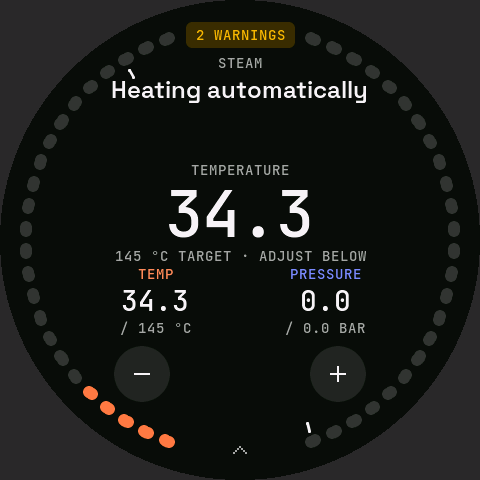 2 WARNINGS
STEAM
Heating automatically
TEMPERATURE
34.3
145 °C TARGET · ADJUST BELOW
TEMP PRESSURE
34.3 0.0
/ 145 °C / 0.0 BAR
− +